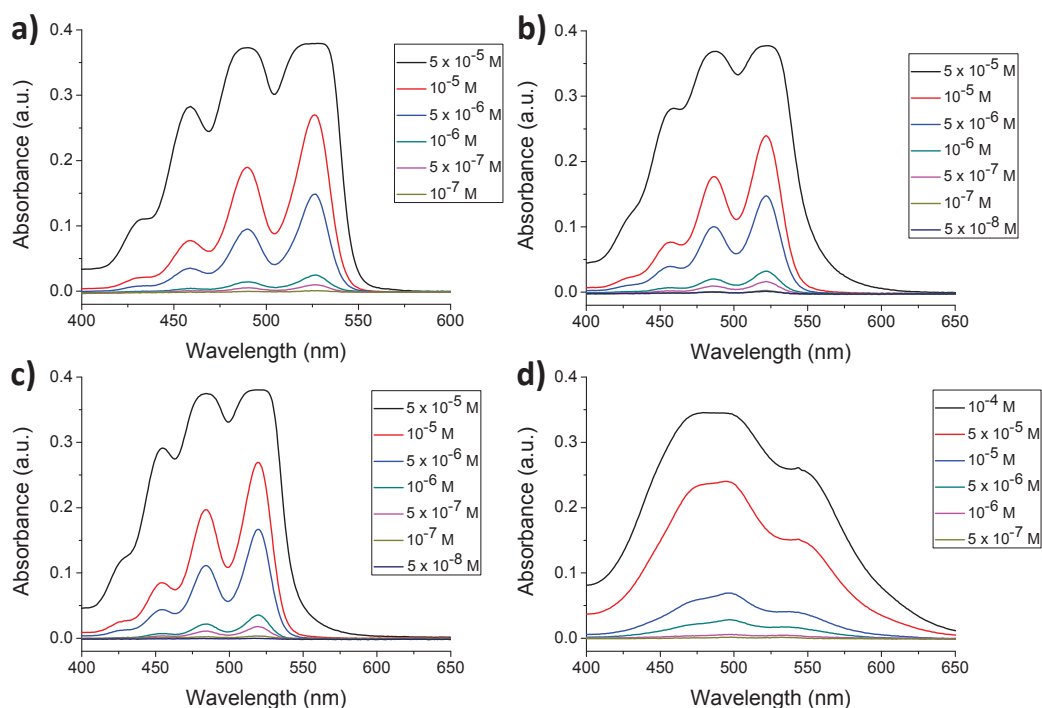 a)
0.4
0.3
0.2
0.1
0.0
Absorbance (a.u.)
400 450 500 550 600
Wavelength (nm)
5 x 10⁻⁵ M
10⁻⁵ M
5 x 10⁻⁶ M
10⁻⁶ M
5 x 10⁻⁷ M
10⁻⁷ M
b)
0.4
0.3
0.2
0.1
0.0
Absorbance (a.u.)
400 450 500 550 600 650
Wavelength (nm)
5 x 10⁻⁵ M
10⁻⁵ M
5 x 10⁻⁶ M
10⁻⁶ M
5 x 10⁻⁷ M
10⁻⁷ M
5 x 10⁻⁸ M
c)
0.4
0.3
0.2
0.1
0.0
Absorbance (a.u.)
400 450 500 550 600 650
Wavelength (nm)
5 x 10⁻⁵ M
10⁻⁵ M
5 x 10⁻⁶ M
10⁻⁶ M
5 x 10⁻⁷ M
10⁻⁷ M
5 x 10⁻⁸ M
d)
0.4
0.3
0.2
0.1
0.0
Absorbance (a.u.)
400 450 500 550 600 650
Wavelength (nm)
10⁻⁴ M
5 x 10⁻⁵ M
10⁻⁵ M
5 x 10⁻⁶ M
10⁻⁶ M
5 x 10⁻⁷ M